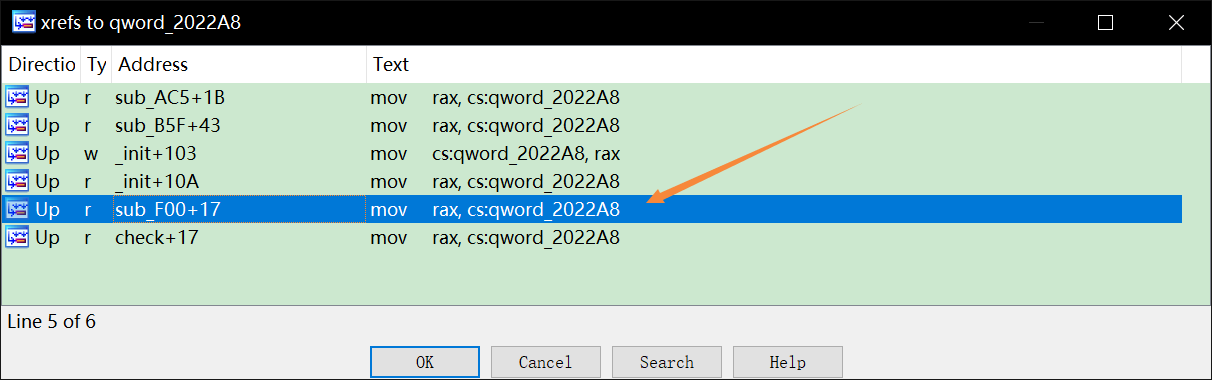 xrefs to qword_2022A8
Directio Ty Address Text
Up r sub_AC5+1B mov rax, cs:qword_2022A8
Up r sub_B5F+43 mov rax, cs:qword_2022A8
Up w _init+103 mov cs:qword_2022A8, rax
Up r _init+10A mov rax, cs:qword_2022A8
Up r sub_F00+17 mov rax, cs:qword_2022A8
Up r check+17 mov rax, cs:qword_2022A8
Line 5 of 6
OK Cancel Search Help